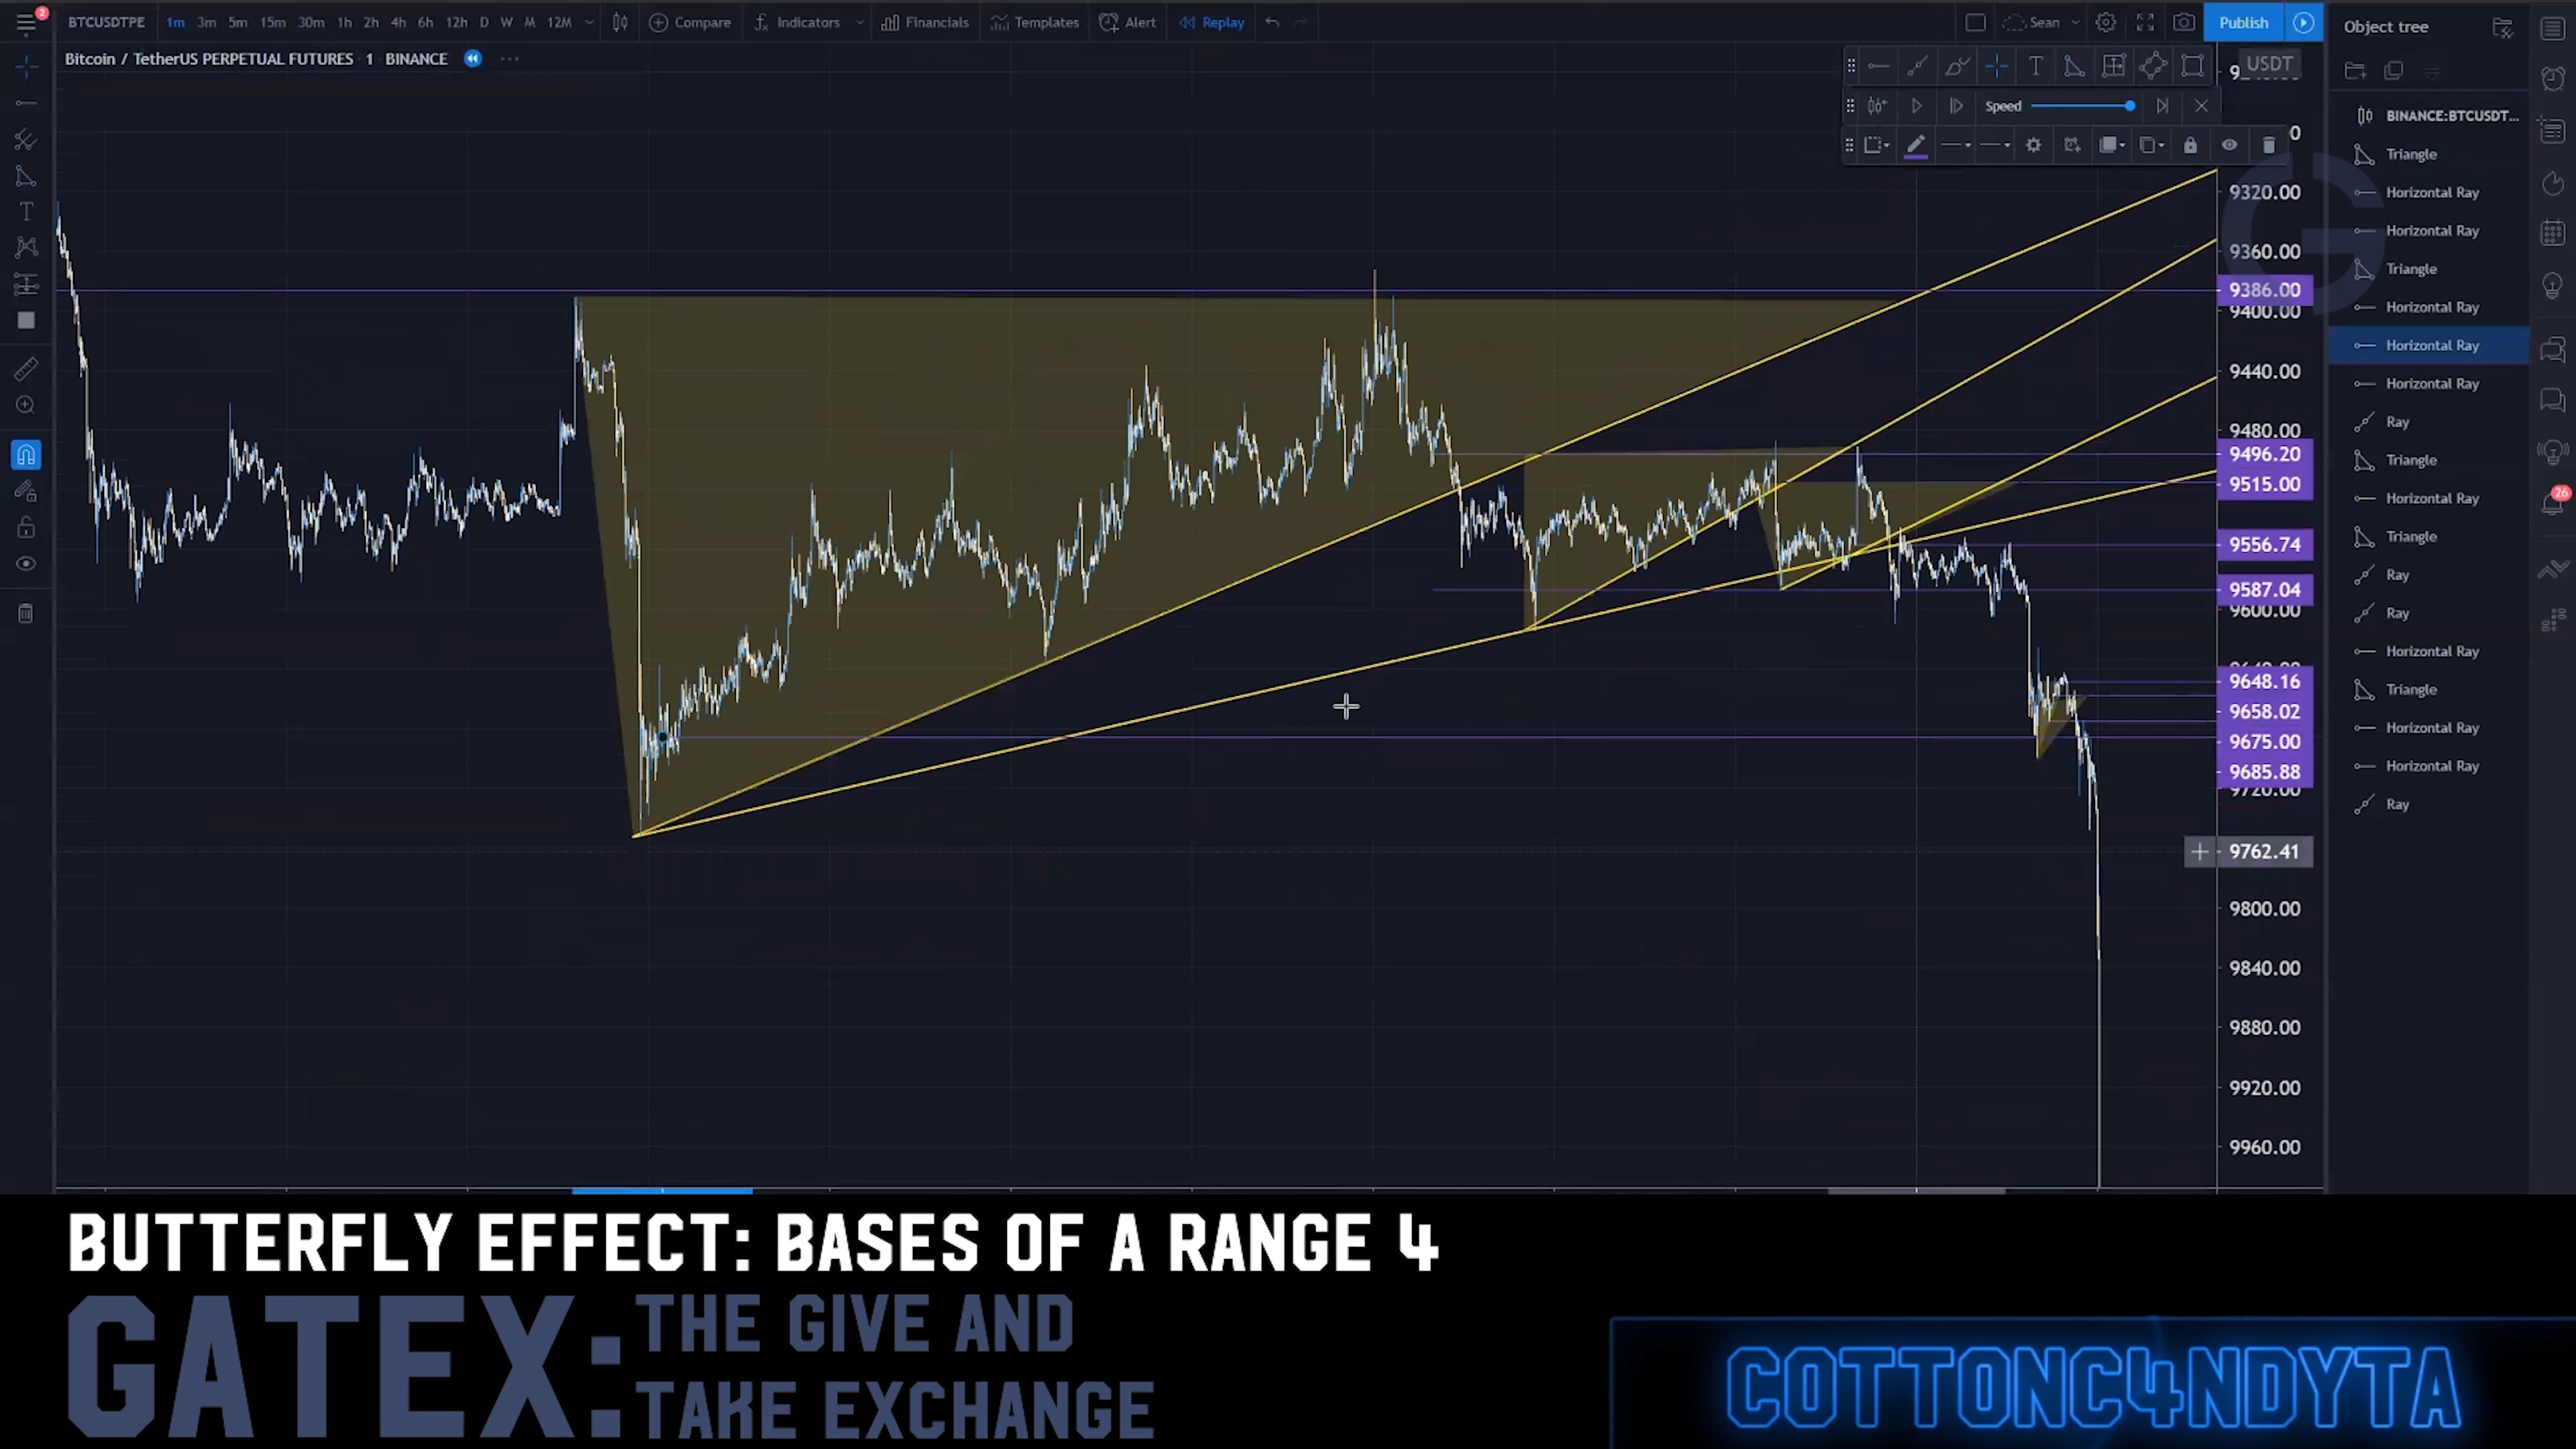 2
BTCUSDTPE 1m 3m 5m 15m 30m 1h 2h 4h 6h 12h D W M 12M Compare Indicators Financials Templates Alert Replay Sean Publish
Object tree
Bitcoin / TetherUS PERPETUAL FUTURES · 1 · BINANCE
USDT
Speed
BINANCE:BTCUSDT...
Triangle
Horizontal Ray
Horizontal Ray
Triangle
Horizontal Ray
Horizontal Ray
Horizontal Ray
Ray
Triangle
Horizontal Ray
Triangle
Ray
Ray
Horizontal Ray
Triangle
Horizontal Ray
Horizontal Ray
Ray
26
9320.00
9360.00
9386.00
9400.00
9440.00
9480.00
9496.20
9515.00
9556.74
9587.04
9600.00
9648.16
9658.02
9675.00
9685.88
9720.00
9762.41
9800.00
9840.00
9880.00
9920.00
9960.00
BUTTERFLY EFFECT: BASES OF A RANGE 4
GATEX: THE GIVE AND
TAKE EXCHANGE
COTTONC4NDYTA